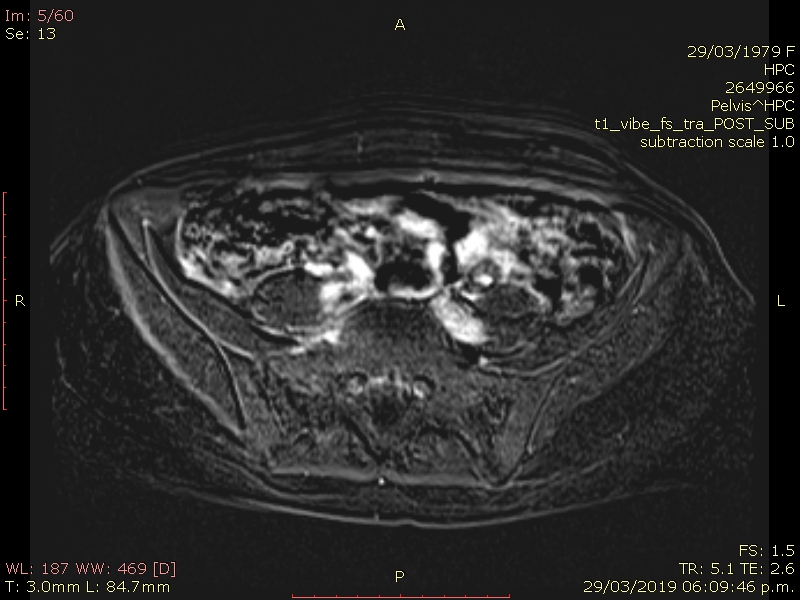 Im: 5/60
Se: 13
A
29/03/1979 F
HPC
2649966
Pelvis^HPC
t1_vibe_fs_tra_POST_SUB
subtraction scale 1.0
R
L
WL: 187 WW: 469 [D]
T: 3.0mm L: 84.7mm
P
FS: 1.5
TR: 5.1 TE: 2.6
29/03/2019 06:09:46 p.m.